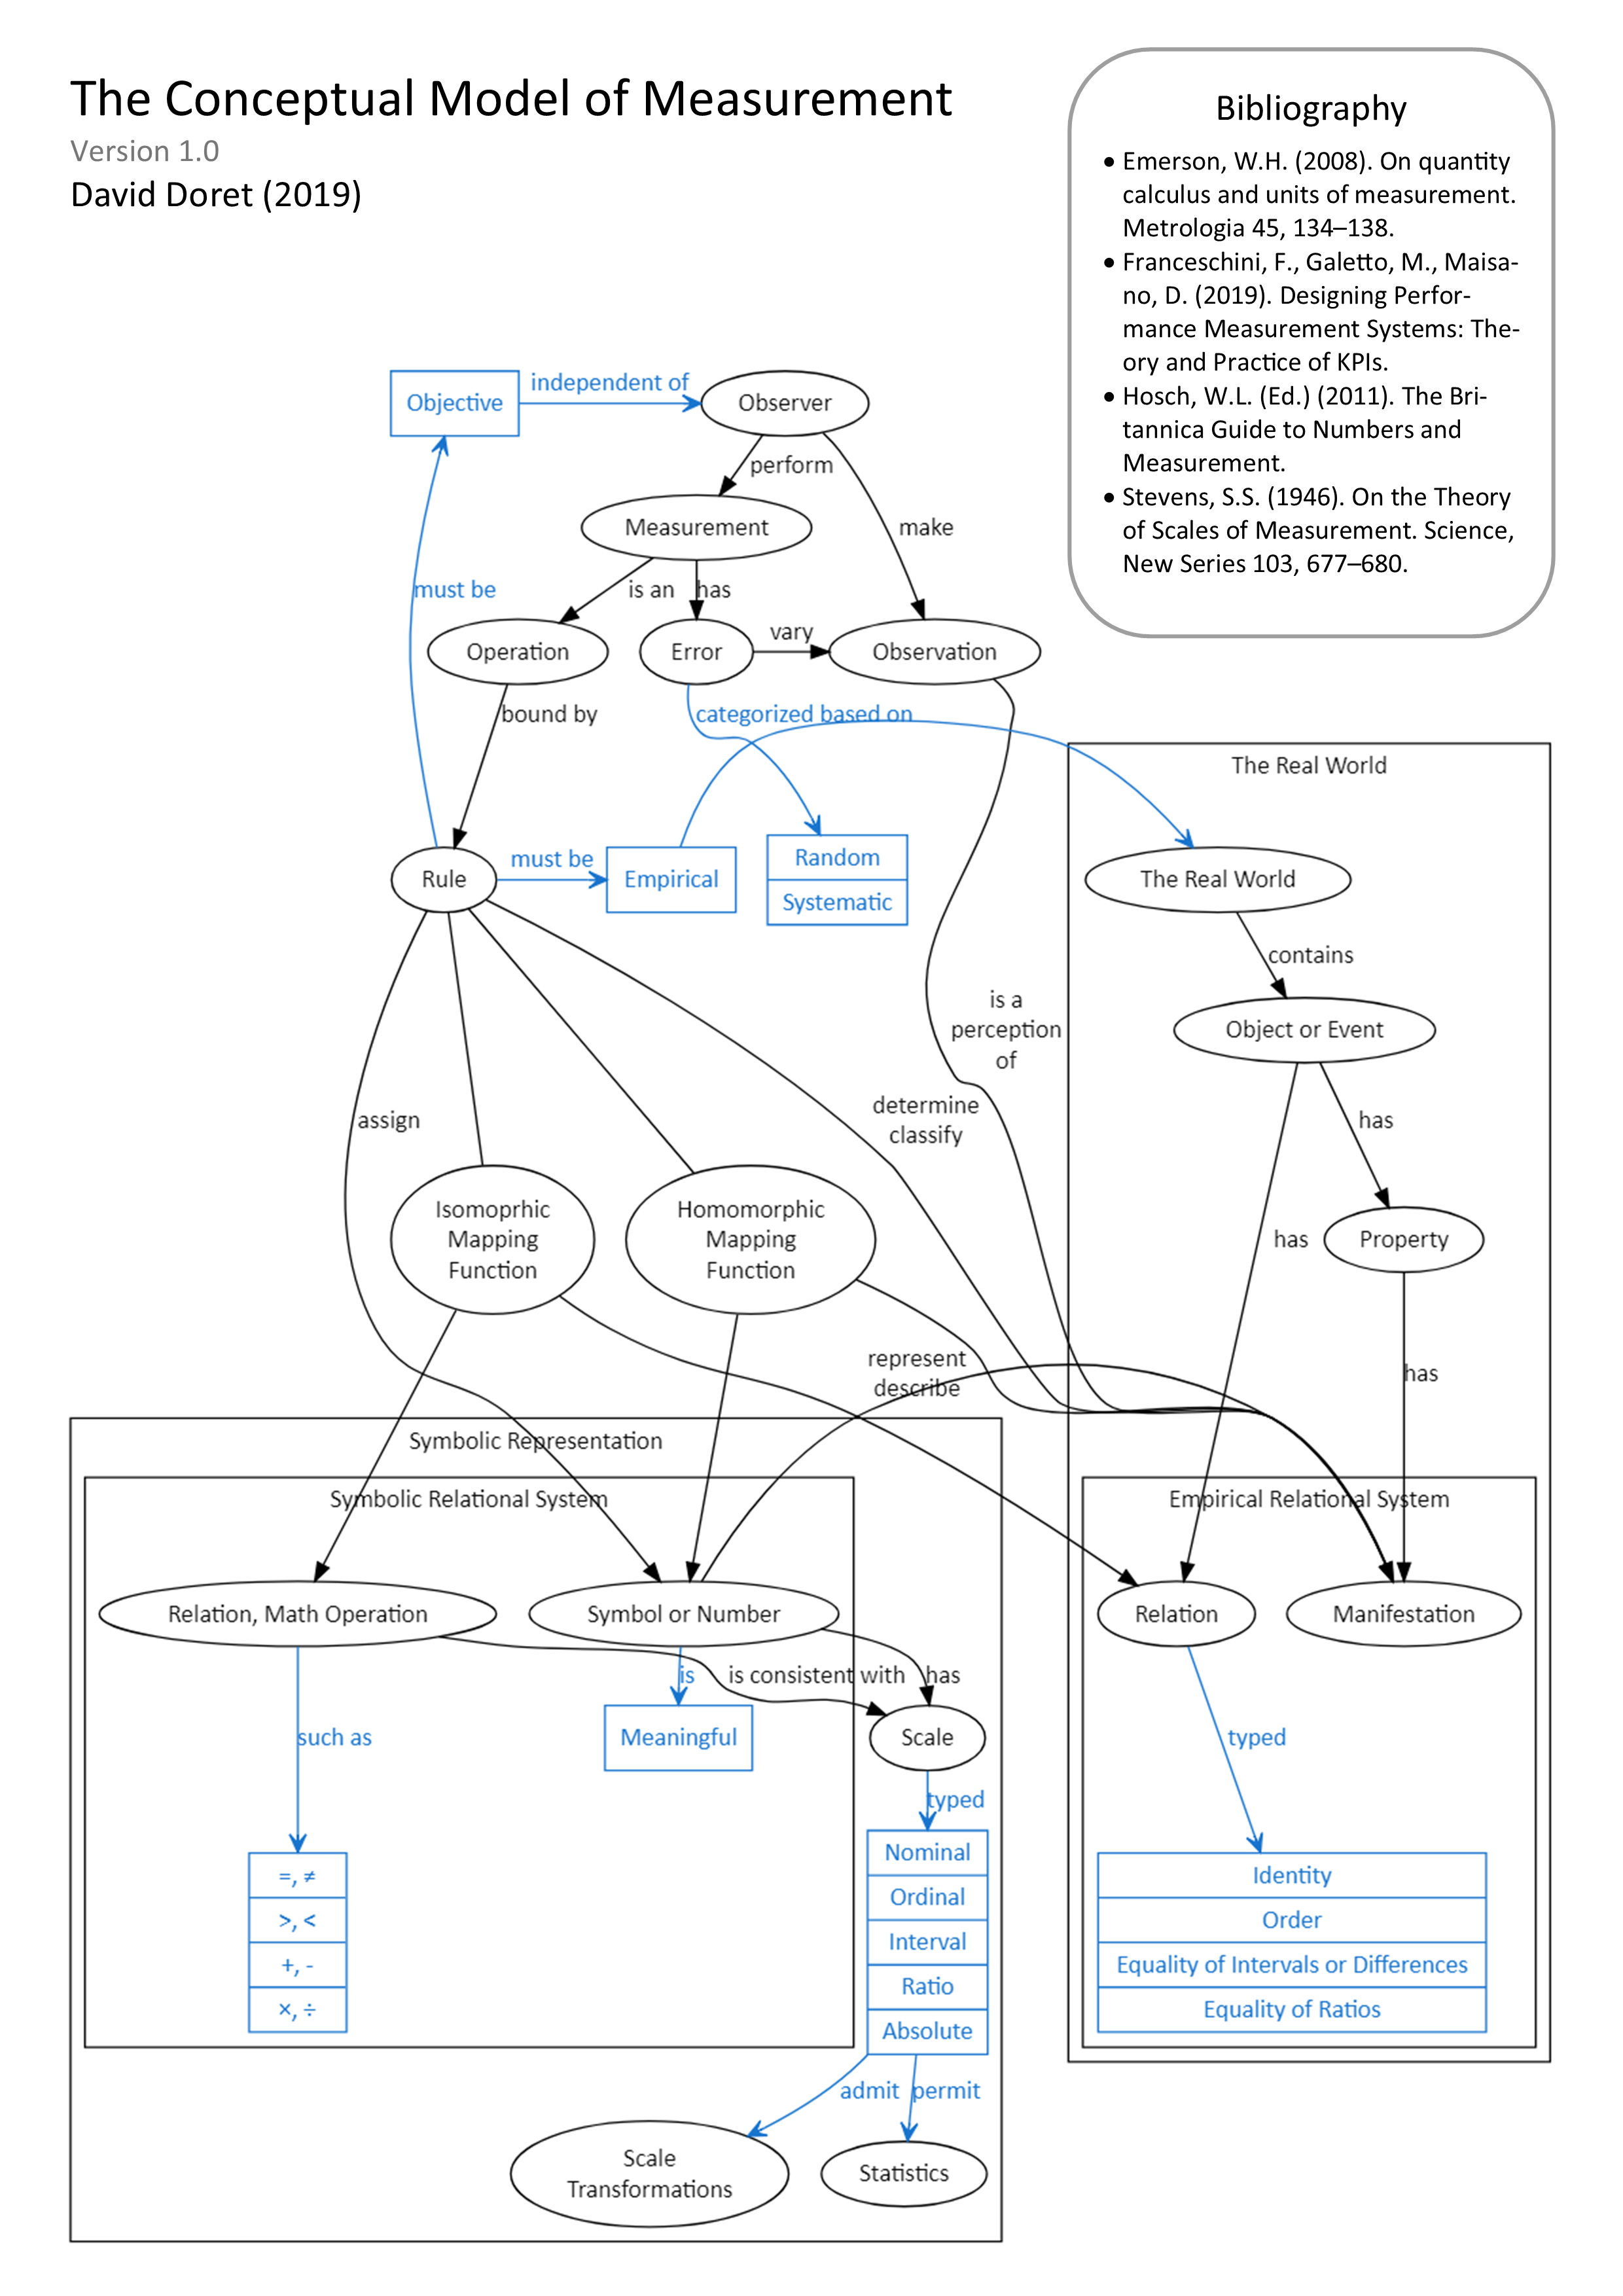 The Conceptual Model of Measurement
Version 1.0
David Doret (2019)
Bibliography
• Emerson, W.H. (2008). On quantity
calculus and units of measurement.
Metrologia 45, 134–138.
• Franceschini, F., Galetto, M., Maisa-
no, D. (2019). Designing Perfor-
mance Measurement Systems: The-
ory and Practice of KPIs.
• Hosch, W.L. (Ed.) (2011). The Bri-
tannica Guide to Numbers and
Measurement.
• Stevens, S.S. (1946). On the Theory
of Scales of Measurement. Science,
New Series 103, 677–680.
Objective
independent of
Observer
perform
Measurement
make
must be
is an
has
Operation
Error
vary
Observation
bound by
categorized based on
The Real World
Rule
must be
Empirical
Random
Systematic
The Real World
contains
is a
perception
of
Object or Event
assign
determine
classify
has
Isomoprhic
Mapping
Function
Homomorphic
Mapping
Function
has
Property
represent
describe
has
Symbolic Representation
Symbolic Relational System
Empirical Relational System
Relation, Math Operation
Symbol or Number
Relation
Manifestation
is
is consistent with
has
such as
Meaningful
Scale
typed
typed
=, ≠
>, <
+, -
×, ÷
Nominal
Ordinal
Interval
Ratio
Absolute
Identity
Order
Equality of Intervals or Differences
Equality of Ratios
admit
permit
Scale
Transformations
Statistics